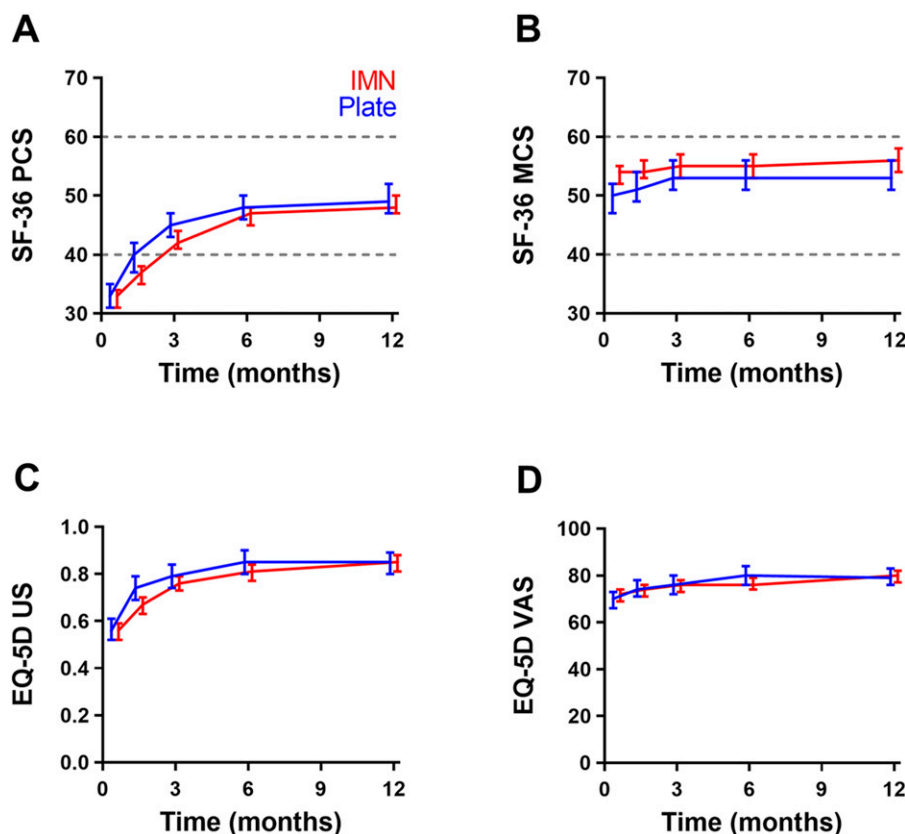 A
IMN
Plate
SF-36 PCS
70
60
50
40
30
0 3 6 9 12
Time (months)
B
SF-36 MCS
70
60
50
40
30
0 3 6 9 12
Time (months)
C
EQ-5D US
1.0
0.8
0.6
0.4
0.2
0.0
0 3 6 9 12
Time (months)
D
EQ-5D VAS
100
80
60
40
20
0
0 3 6 9 12
Time (months)